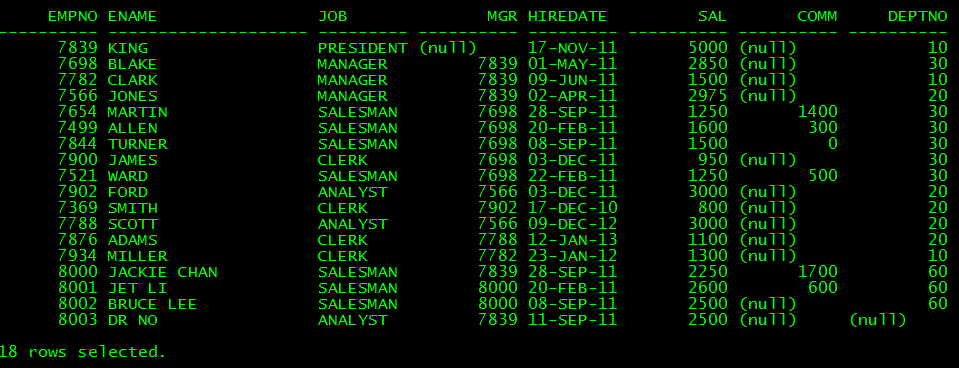 EMPNO ENAME JOB MGR HIREDATE SAL COMM DEPTNO
---------- -------------------- --------- ---------- --------- ---------- ---------- ----------
7839 KING PRESIDENT (null) 17-NOV-11 5000 (null) 10
7698 BLAKE MANAGER 7839 01-MAY-11 2850 (null) 30
7782 CLARK MANAGER 7839 09-JUN-11 1500 (null) 10
7566 JONES MANAGER 7839 02-APR-11 2975 (null) 20
7654 MARTIN SALESMAN 7698 28-SEP-11 1250 1400 30
7499 ALLEN SALESMAN 7698 20-FEB-11 1600 300 30
7844 TURNER SALESMAN 7698 08-SEP-11 1500 0 30
7900 JAMES CLERK 7698 03-DEC-11 950 (null) 30
7521 WARD SALESMAN 7698 22-FEB-11 1250 500 30
7902 FORD ANALYST 7566 03-DEC-11 3000 (null) 20
7369 SMITH CLERK 7902 17-DEC-10 800 (null) 20
7788 SCOTT ANALYST 7566 09-DEC-12 3000 (null) 20
7876 ADAMS CLERK 7788 12-JAN-13 1100 (null) 20
7934 MILLER CLERK 7782 23-JAN-12 1300 (null) 10
8000 JACKIE CHAN SALESMAN 7839 28-SEP-11 2250 1700 60
8001 JET LI SALESMAN 8000 20-FEB-11 2600 600 60
8002 BRUCE LEE SALESMAN 8000 08-SEP-11 2500 (null) 60
8003 DR NO ANALYST 7839 11-SEP-11 2500 (null) (null)
18 rows selected.